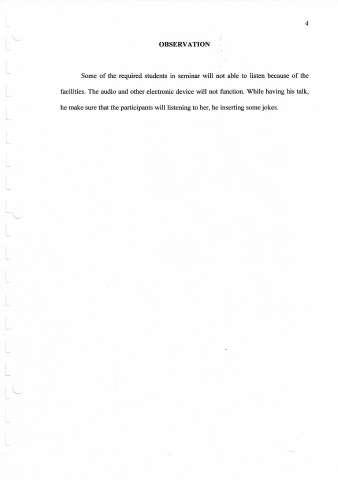 4
OBSERVATION
Some of the required students in seminar will not able to listen because of the
facilities. The audio and other electronic device will not function. While having his talk,
he make sure that the participants will listening to her, he inserting some jokes.